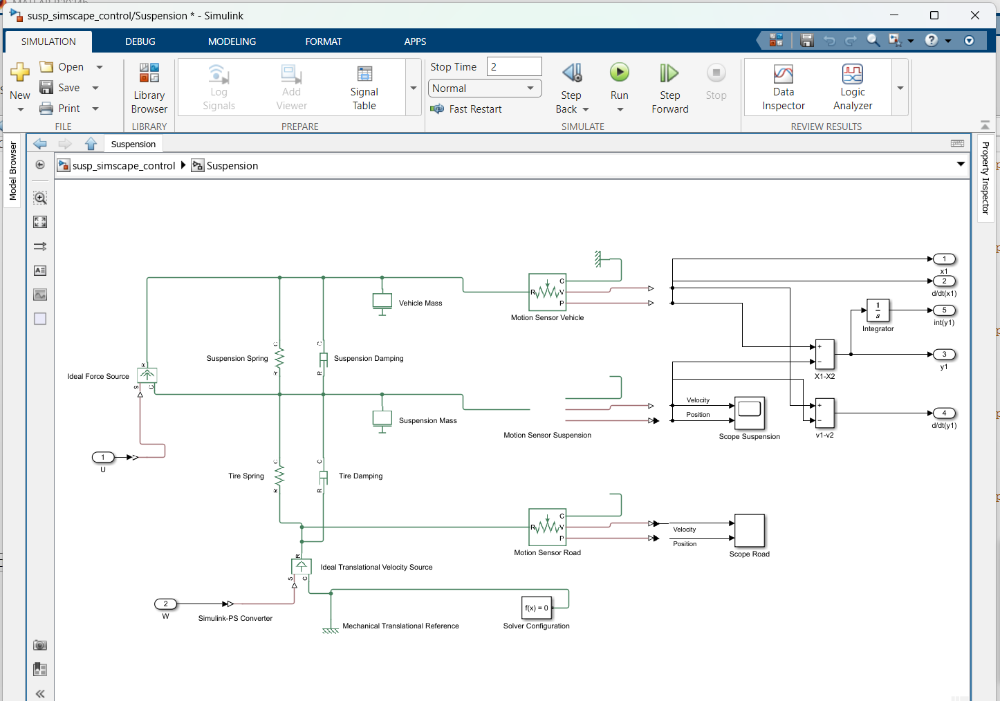 susp_simscape_control/Suspension * - Simulink
SIMULATION
DEBUG
MODELING
FORMAT
APPS
New
Open
Save
Print
FILE
Library
Browser
LIBRARY
Log
Signals
Add
Viewer
Signal
Table
PREPARE
Stop Time
2
Normal
Fast Restart
Step
Back
Run
Step
Forward
Stop
SIMULATE
Data
Inspector
Logic
Analyzer
REVIEW RESULTS
Model Browser
Property Inspector
Suspension
susp_simscape_control
Suspension
1
x1
2
d/dt(x1)
R
C
V
P
Vehicle Mass
Motion Sensor Vehicle
1
s
Integrator
5
int(y1)
C
C
Suspension Spring
Suspension Damping
R
R
+
−
X1-X2
3
y1
R
Ideal Force Source
S
C
Velocity
Position
Scope Suspension
Suspension Mass
Motion Sensor Suspension
+
−
v1-v2
4
d/dt(y1)
1
U
C
C
Tire Spring
Tire Damping
R
R
R
C
V
P
Motion Sensor Road
Velocity
Position
Scope Road
R
Ideal Translational Velocity Source
S
C
2
W
Simulink-PS Converter
f(x) = 0
Mechanical Translational Reference
Solver Configuration